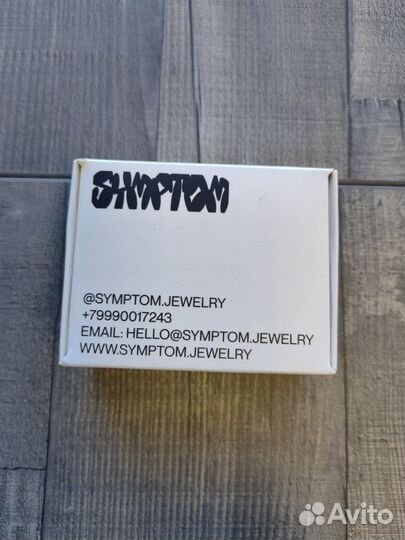 SYMPTOM
@SYMPTOM.JEWELRY
+79990017243
EMAIL: HELLO@SYMPTOM.JEWELRY
WWW.SYMPTOM.JEWELRY
Avito